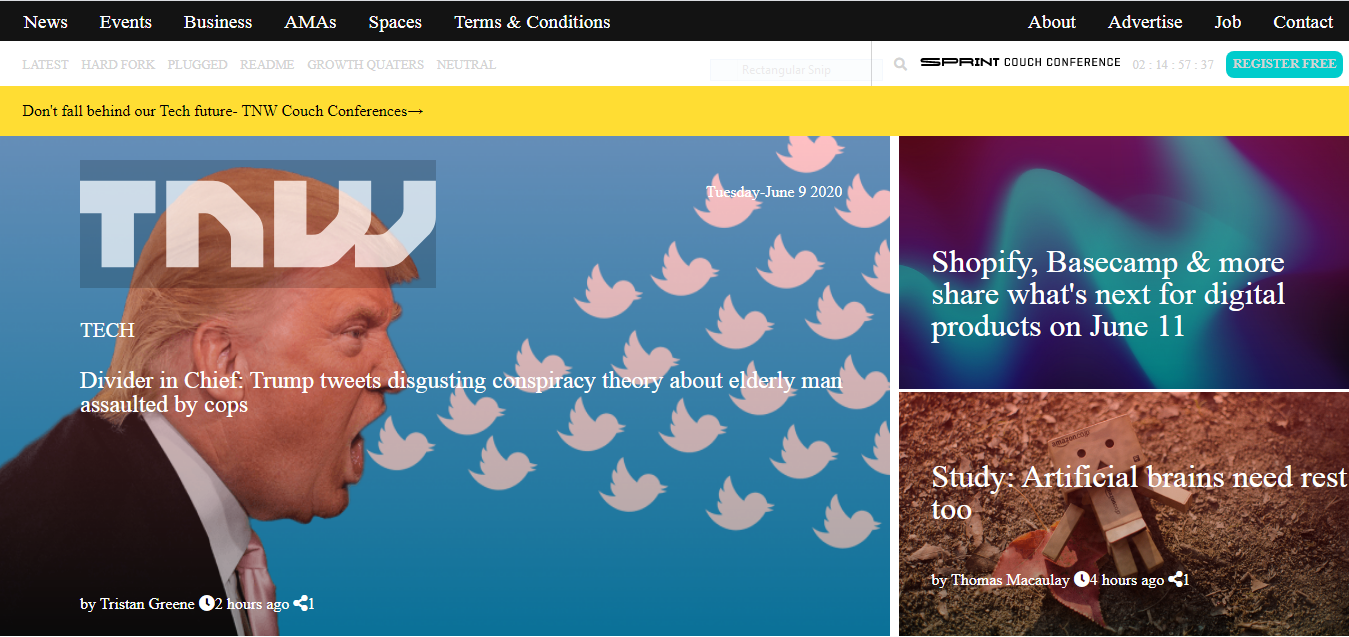 News Events Business AMAs Spaces Terms & Conditions About Advertise Job Contact
LATEST HARD FORK PLUGGED README GROWTH QUATERS NEUTRAL Rectangular Snip SPRINT COUCH CONFERENCE 02 : 14 : 57 : 37 REGISTER FREE
Don't fall behind our Tech future- TNW Couch Conferences→
TNW
Tuesday-June 9 2020
TECH
Divider in Chief: Trump tweets disgusting conspiracy theory about elderly man
assaulted by cops
by Tristan Greene 2 hours ago 1
Shopify, Basecamp & more
share what's next for digital
products on June 11
amazon.co.jp
Study: Artificial brains need rest
too
by Thomas Macaulay 4 hours ago 1